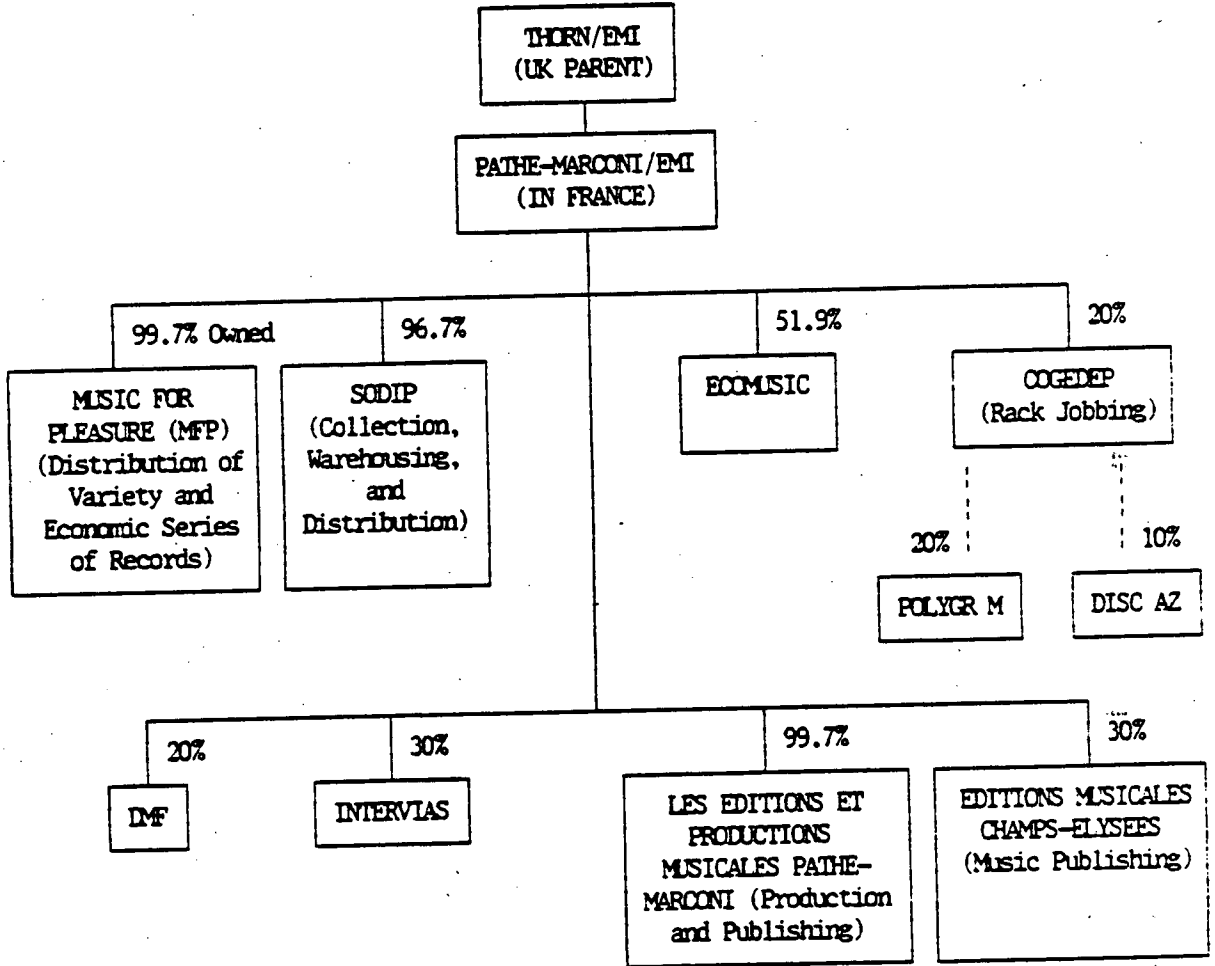 THORN/EMI
(UK PARENT)
PATHE-MARCONI/EMI
(IN FRANCE)
99.7% Owned
96.7%
51.9%
20%
MUSIC FOR
PLEASURE (MFP)
(Distribution of
Variety and
Economic Series
of Records)
SODIP
(Collection,
Warehousing,
and
Distribution)
ECOMUSIC
COGEDEP
(Rack Jobbing)
20%
10%
POLYGR M
DISC AZ
20%
30%
99.7%
30%
DMF
INTERVIAS
LES EDITIONS ET
PRODUCTIONS
MUSICALES PATHE-
MARCONI (Production
and Publishing)
EDITIONS MUSICALES
CHAMPS-ELYSEES
(Music Publishing)